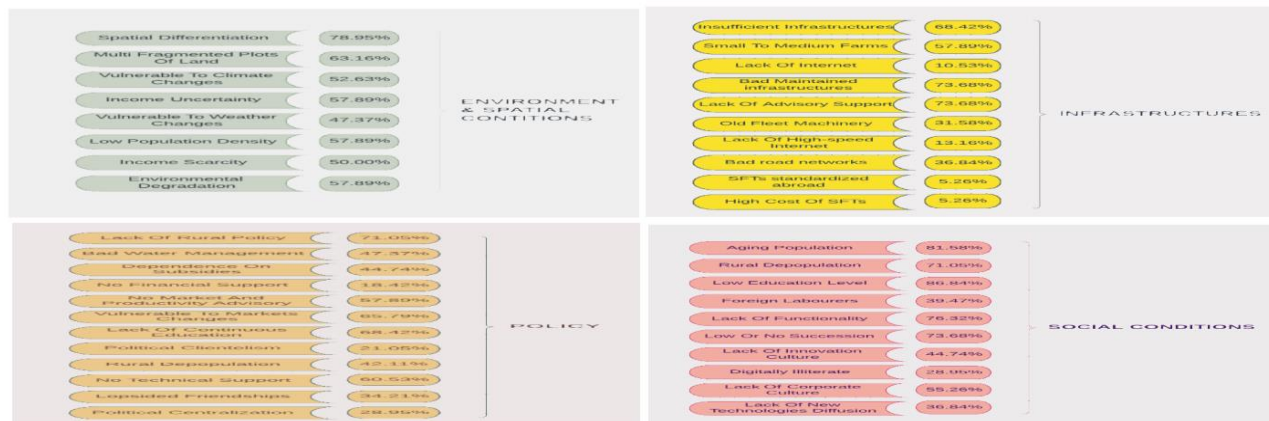 Spatial Differentiation 78.95%
Multi Fragmented Plots
Of Land 63.16%
Vulnerable To Climate
Changes 52.63%
Income Uncertainty 57.89%
Vulnerable To Weather
Changes 47.37%
Low Population Density 57.89%
Income Scarcity 50.00%
Environmental
Degradation 57.89%
ENVIRONMENT
& SPATIAL
CONTITIONS
Insufficient Infrastructures 68.42%
Small To Medium Farms 57.89%
Lack Of Internet 10.53%
Bad Maintained
infrastructures 73.68%
Lack Of Advisory Support 73.68%
Old Fleet Machinery 31.58%
Lack Of High-speed
Internet 13.16%
Bad road networks 36.84%
SFTs standardized
abroad 5.26%
High Cost Of SFTs 5.26%
INFRASTRUCTURES
Lack Of Rural Policy 71.05%
Bad Water Management 47.37%
Dependence On
Subsidies 44.74%
No Financial Support 18.42%
No Market And
Productivity Advisory 57.89%
Vulnerable To Markets
Changes 65.79%
Lack Of Continuous
Education 68.42%
Political Clientolism 21.05%
Rural Depopulation 42.11%
No Technical Support 60.53%
Lopsided Friendships 34.21%
Political Centralization 28.95%
POLICY
Aging Population 81.58%
Rural Depopulation 71.05%
Low Education Level 86.84%
Foreign Labourers 39.47%
Lack Of Functionality 76.32%
Low Or No Succession 73.68%
Lack Of Innovation
Culture 44.74%
Digitally Illiterate 28.95%
Lack Of Corporate
Culture 55.26%
Lack Of New
Technologies Diffusion 36.84%
SOCIAL CONDITIONS